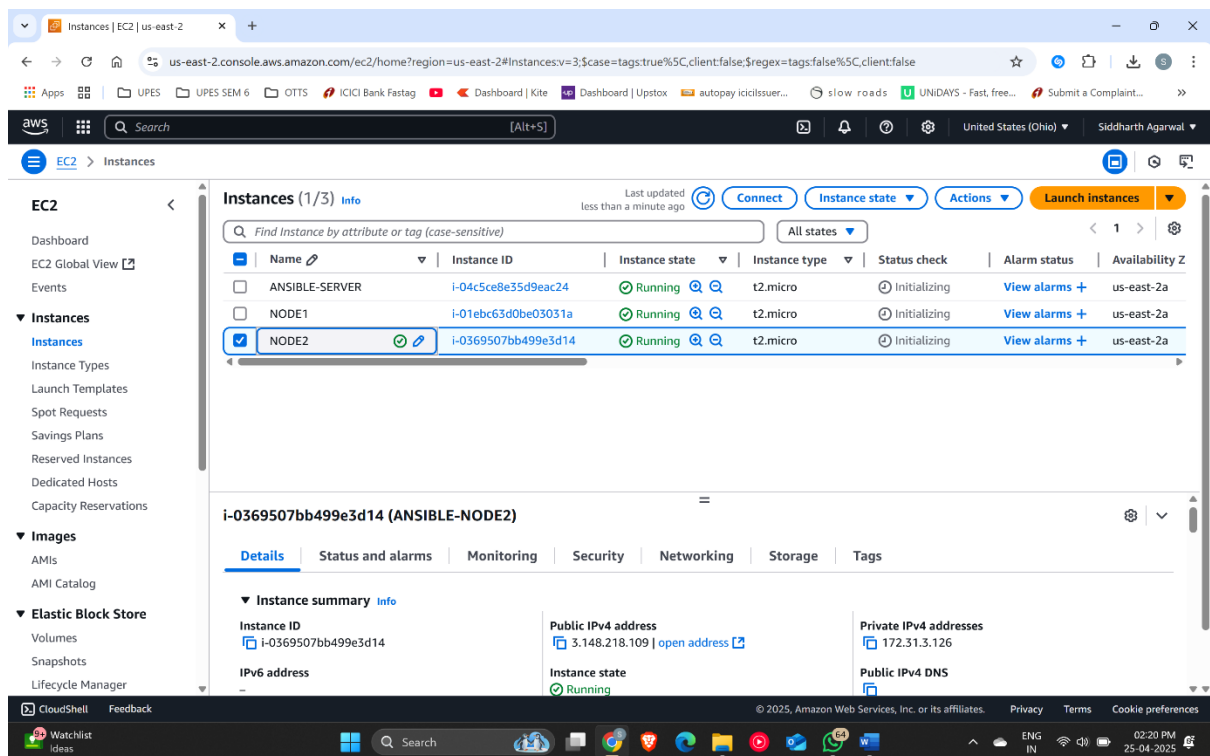 Instances | EC2 | us-east-2
us-east-2.console.aws.amazon.com/ec2/home?region=us-east-2#Instances:v=3;$case=tags:true%5C,client:false;$regex=tags:false%5C,client:false
S
Apps UPES UPES SEM 6 OTTS ICICI Bank Fastag Dashboard | Kite up Dashboard | Upstox autopay icicilssuer... slow roads UNiDAYS - Fast, free... Submit a Complaint...
aws Search [Alt+S] United States (Ohio) Siddharth Agarwal
EC2 > Instances
EC2
Dashboard
EC2 Global View
Events
Instances
Instances
Instance Types
Launch Templates
Spot Requests
Savings Plans
Reserved Instances
Dedicated Hosts
Capacity Reservations
Images
AMIs
AMI Catalog
Elastic Block Store
Volumes
Snapshots
Lifecycle Manager
Instances (1/3) Info
Last updated
less than a minute ago
Connect Instance state Actions Launch instances
Find Instance by attribute or tag (case-sensitive) All states 1
Name Instance ID Instance state Instance type Status check Alarm status Availability Z
ANSIBLE-SERVER i-04c5ce8e35d9eac24 Running t2.micro Initializing View alarms + us-east-2a
NODE1 i-01ebc63d0be03031a Running t2.micro Initializing View alarms + us-east-2a
NODE2 i-0369507bb499e3d14 Running t2.micro Initializing View alarms + us-east-2a
i-0369507bb499e3d14 (ANSIBLE-NODE2)
Details Status and alarms Monitoring Security Networking Storage Tags
Instance summary Info
Instance ID Public IPv4 address Private IPv4 addresses
i-0369507bb499e3d14 3.148.218.109 | open address 172.31.3.126
IPv6 address Instance state Public IPv4 DNS
– Running
CloudShell Feedback © 2025, Amazon Web Services, Inc. or its affiliates. Privacy Terms Cookie preferences
9+ Watchlist
Ideas
Search
64
ENG
IN
02:20 PM
25-04-2025